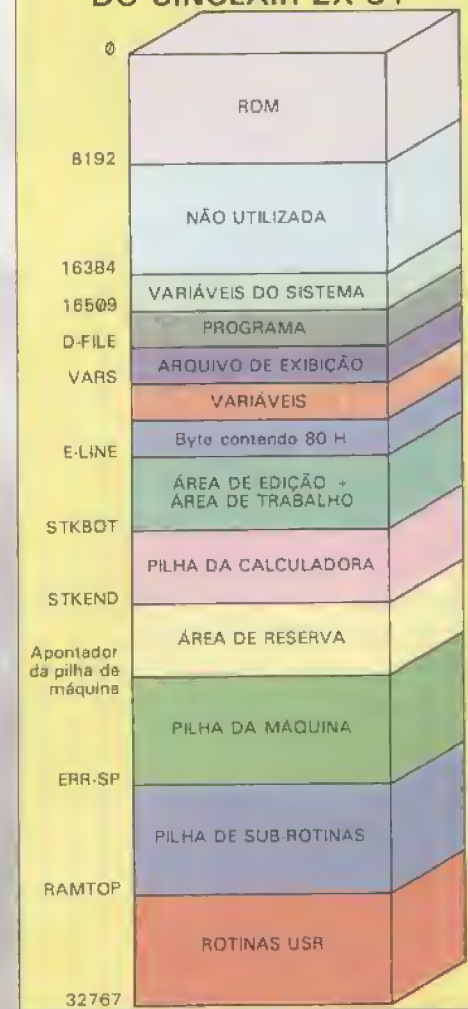 DO SINCLAIR ZX-81
0
ROM
8192
NÃO UTILIZADA
16384
VARIÁVEIS DO SISTEMA
16509
PROGRAMA
D-FILE
ARQUIVO DE EXIBIÇÃO
VARS
VARIÁVEIS
Byte contendo 80 H
E-LINE
ÁREA DE EDIÇÃO +
ÁREA DE TRABALHO
STKBOT
PILHA DA CALCULADORA
STKEND
ÁREA DE RESERVA
Apontador
da pilha de
máquina
PILHA DA MÁQUINA
ERR-SP
PILHA DE SUB-ROTINAS
RAMTOP
ROTINAS USR
32767